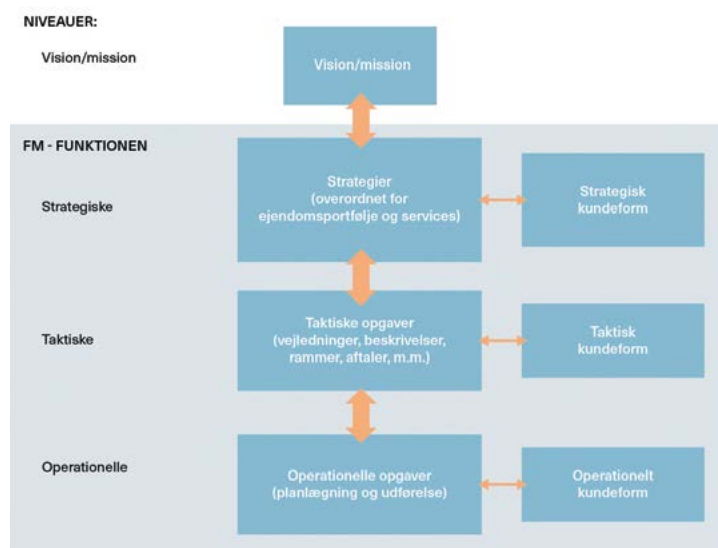 NIVEAUER:
Vision/mission
Vision/mission
FM - FUNKTIONEN
Strategiske
Strategier
(overordnet for
ejendomsportfølje og services)
Strategisk
kundeform
Taktiske
Taktiske opgaver
(vejledninger, beskrivelser,
rammer, aftaler, m.m.)
Taktisk
kundeform
Operationelle
Operationelle opgaver
(planlægning og udførelse)
Operationelt
kundeform